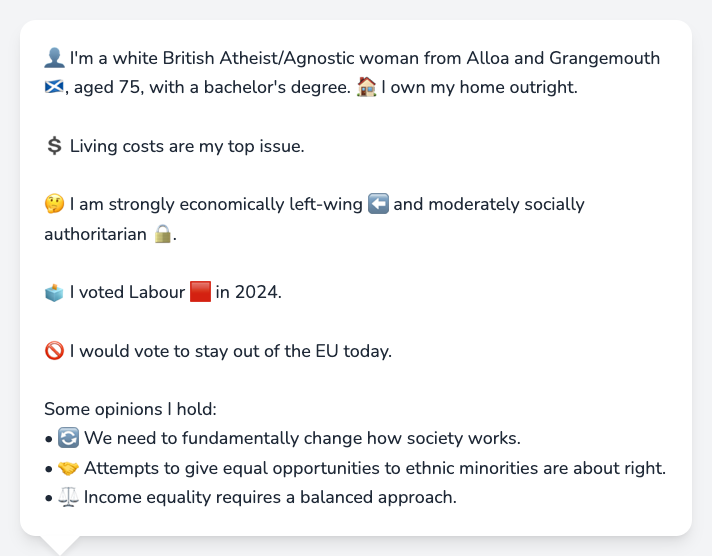 👤 I'm a white British Atheist/Agnostic woman from Alloa and Grangemouth
🏴󠁧󠁢󠁳󠁣󠁴󠁿, aged 75, with a bachelor's degree. 🏠 I own my home outright.
💲 Living costs are my top issue.
🤔 I am strongly economically left-wing ⬅️ and moderately socially
authoritarian 🔒.
🗳️ I voted Labour 🟥 in 2024.
🚫 I would vote to stay out of the EU today.
Some opinions I hold:
• 🔄 We need to fundamentally change how society works.
• 🤝 Attempts to give equal opportunities to ethnic minorities are about right.
• ⚖️ Income equality requires a balanced approach.